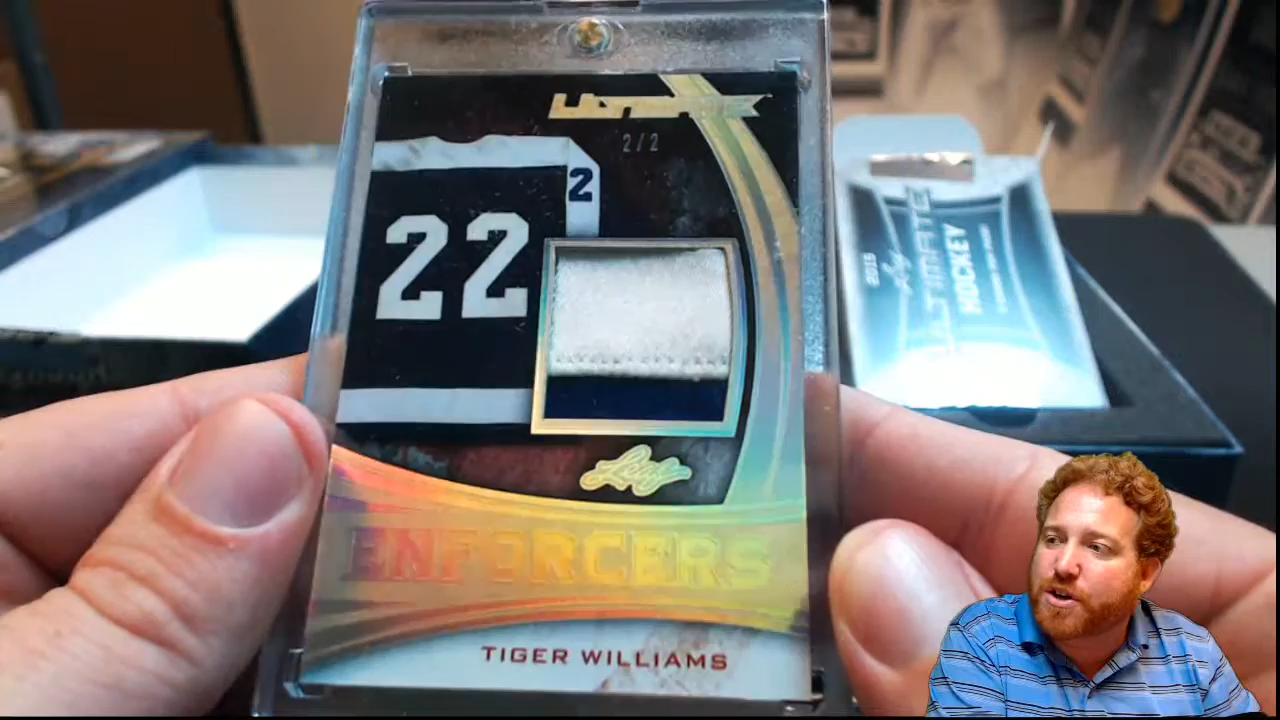 ULTIMATE
2/2
2
22
Leaf
ENFORCERS
TIGER WILLIAMS
2015
Leaf
ULTIMATE
HOCKEY